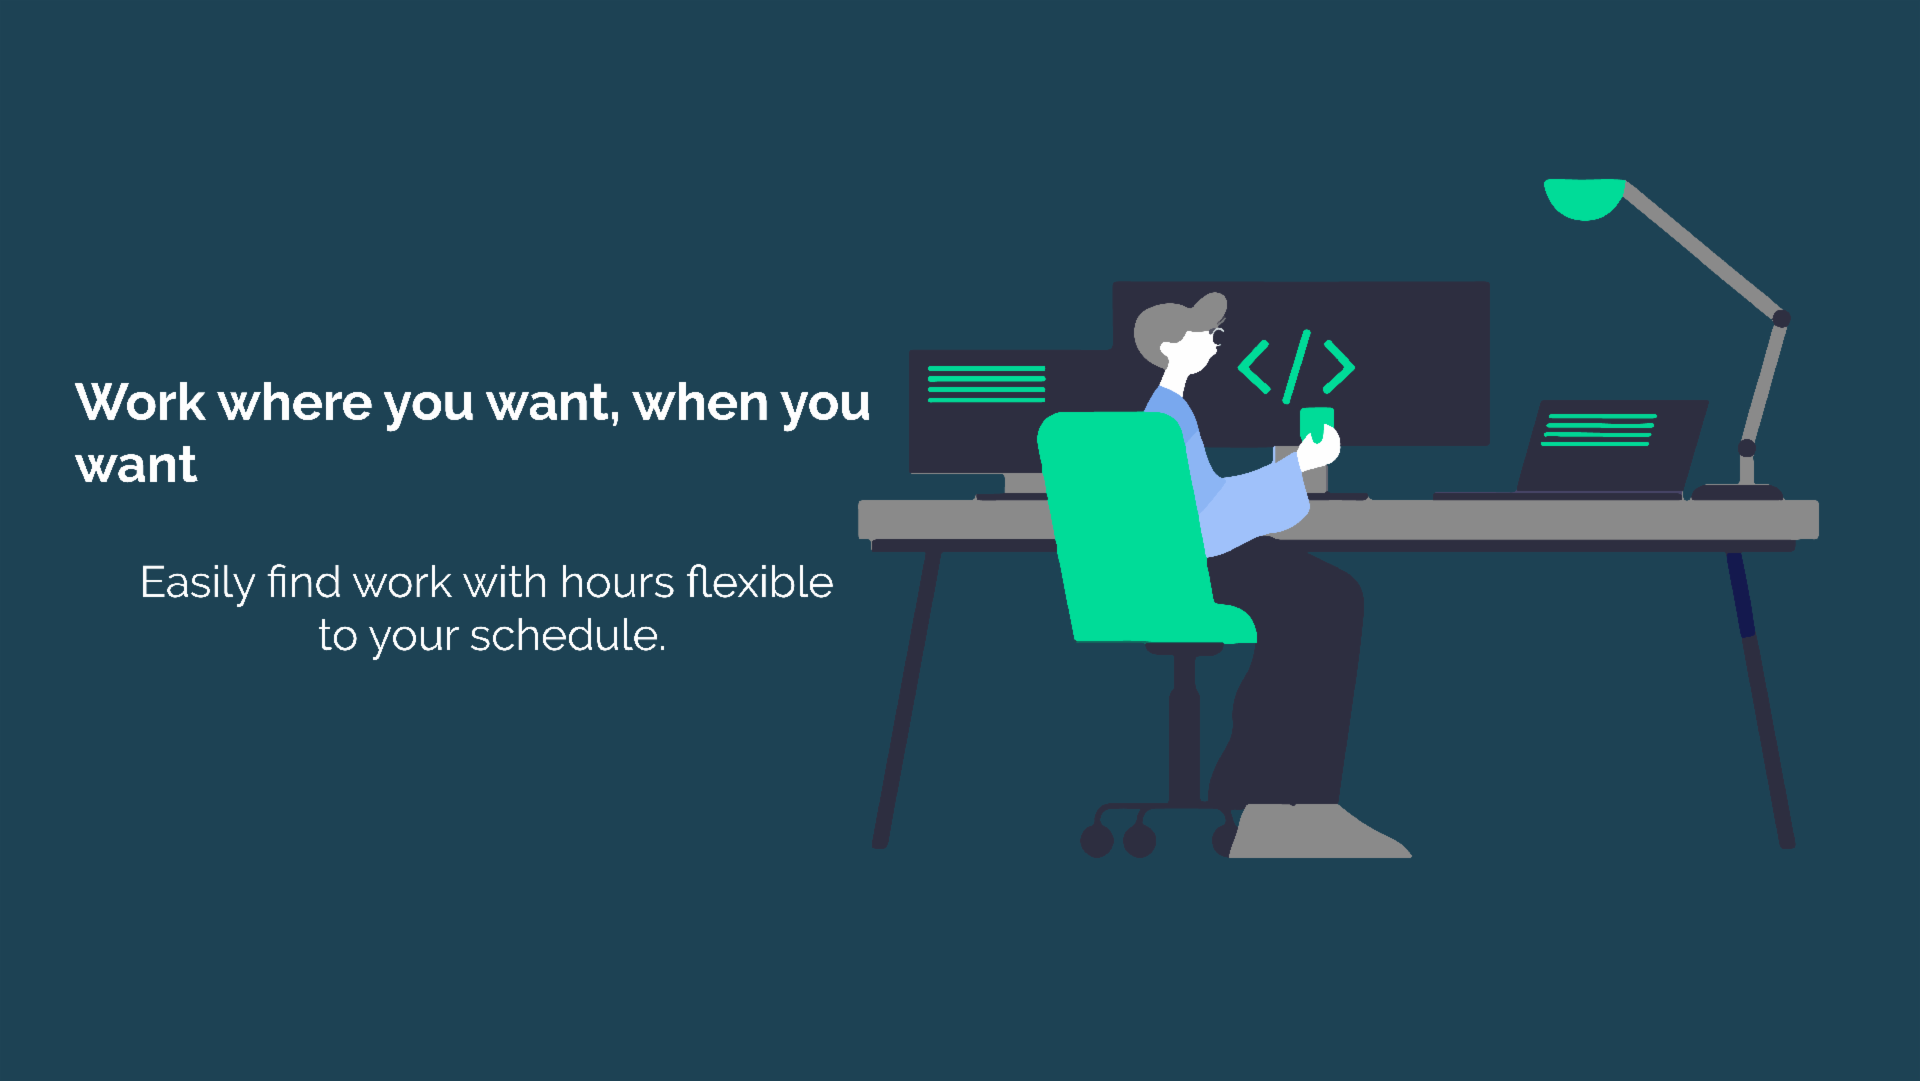 Work where you want, when you
want
Easily find work with hours flexible
to your schedule.
</>